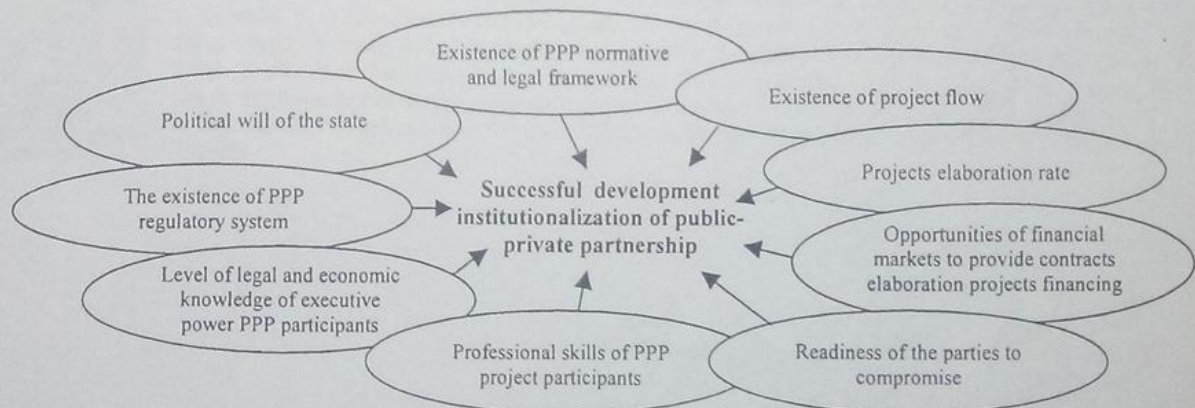 Existence of PPP normative
and legal framework
Existence of project flow
Political will of the state
Projects elaboration rate
The existence of PPP
regulatory system
Successful development
institutionalization of public-
private partnership
Opportunities of financial
markets to provide contracts
elaboration projects financing
Level of legal and economic
knowledge of executive
power PPP participants
Professional skills of PPP
project participants
Readiness of the parties to
compromise